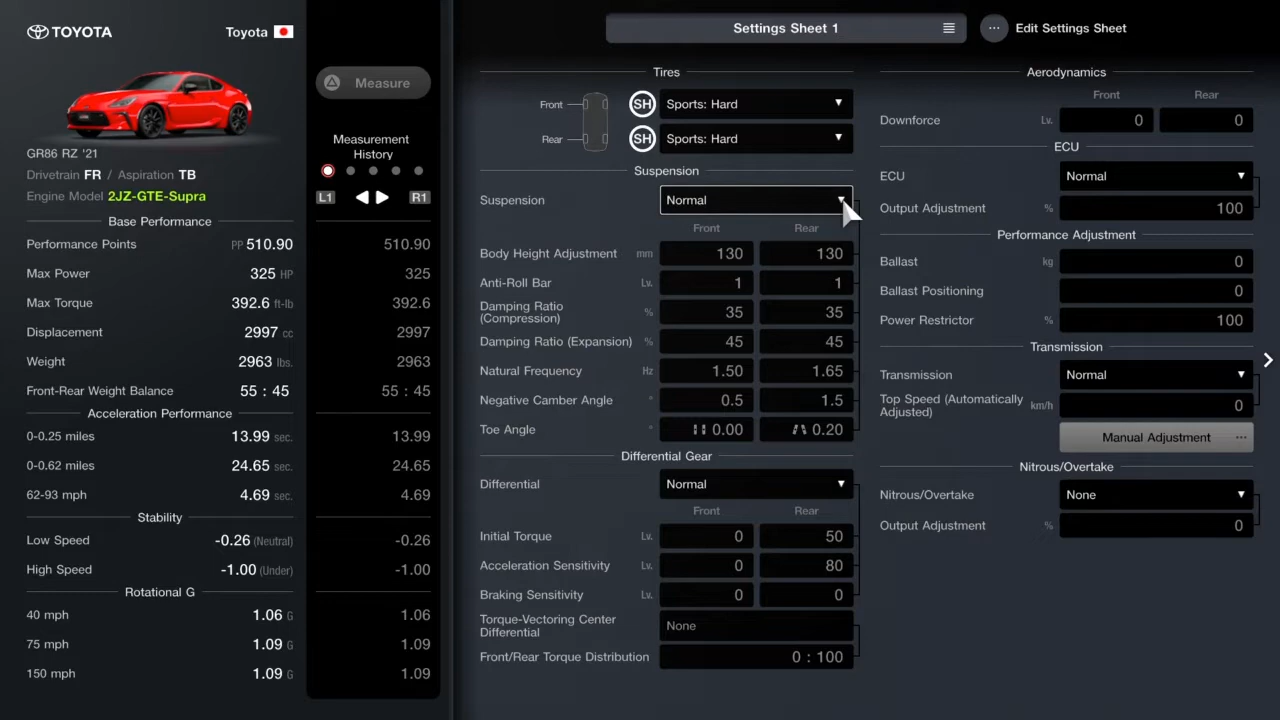 TOYOTA
Toyota
GR86 RZ '21
Drivetrain FR / Aspiration TB
Engine Model 2JZ-GTE-Supra
Base Performance
Performance Points PP 510.90
Max Power 325 HP
Max Torque 392.6 ft-lb
Displacement 2997 cc
Weight 2963 lbs.
Front-Rear Weight Balance 55 : 45
Acceleration Performance
0-0.25 miles 13.99 sec.
0-0.62 miles 24.65 sec.
62-93 mph 4.69 sec.
Stability
Low Speed -0.26 (Neutral)
High Speed -1.00 (Under)
Rotational G
40 mph 1.06 G
75 mph 1.09 G
150 mph 1.09 G
Measure
Measurement
History
L1 R1
510.90
325
392.6
2997
2963
55 : 45
13.99
24.65
4.69
-0.26
-1.00
1.06
1.09
1.09
Settings Sheet 1
Edit Settings Sheet
Tires
Front SH Sports: Hard
Rear SH Sports: Hard
Suspension
Suspension Normal
Front Rear
Body Height Adjustment mm 130 130
Anti-Roll Bar Lv. 1 1
Damping Ratio
(Compression) % 35 35
Damping Ratio (Expansion) % 45 45
Natural Frequency Hz 1.50 1.65
Negative Camber Angle ° 0.5 1.5
Toe Angle ° 0.00 0.20
Differential Gear
Differential Normal
Front Rear
Initial Torque Lv. 0 50
Acceleration Sensitivity Lv. 0 80
Braking Sensitivity Lv. 0 0
Torque-Vectoring Center
Differential None
Front/Rear Torque Distribution 0 : 100
Aerodynamics
Front Rear
Downforce Lv. 0 0
ECU
ECU Normal
Output Adjustment % 100
Performance Adjustment
Ballast kg 0
Ballast Positioning 0
Power Restrictor % 100
Transmission
Transmission Normal
Top Speed (Automatically
Adjusted) km/h 0
Manual Adjustment
Nitrous/Overtake
Nitrous/Overtake None
Output Adjustment % 0